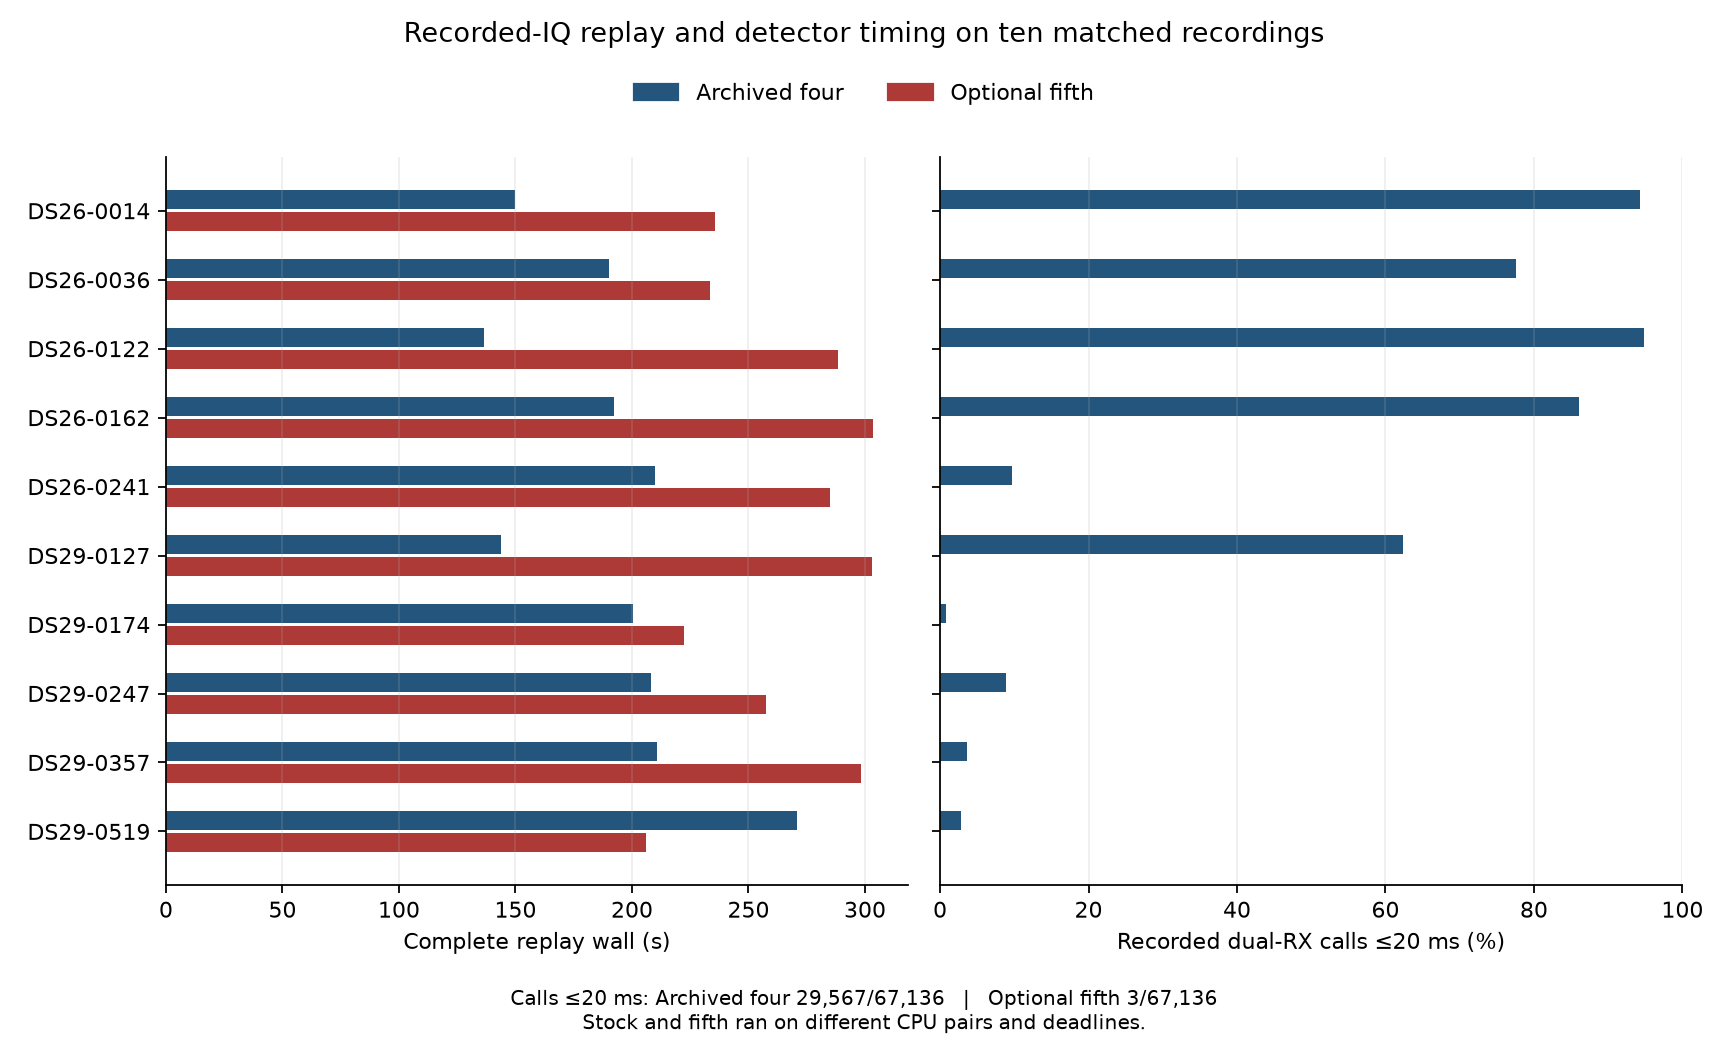 Recorded-IQ replay and detector timing on ten matched recordings
Archived four
Optional fifth
DS26-0014
DS26-0036
DS26-0122
DS26-0162
DS26-0241
DS29-0127
DS29-0174
DS29-0247
DS29-0357
DS29-0519
0 50 100 150 200 250 300
Complete replay wall (s)
0 20 40 60 80 100
Recorded dual-RX calls ≤20 ms (%)
Calls ≤20 ms: Archived four 29,567/67,136 | Optional fifth 3/67,136
Stock and fifth ran on different CPU pairs and deadlines.